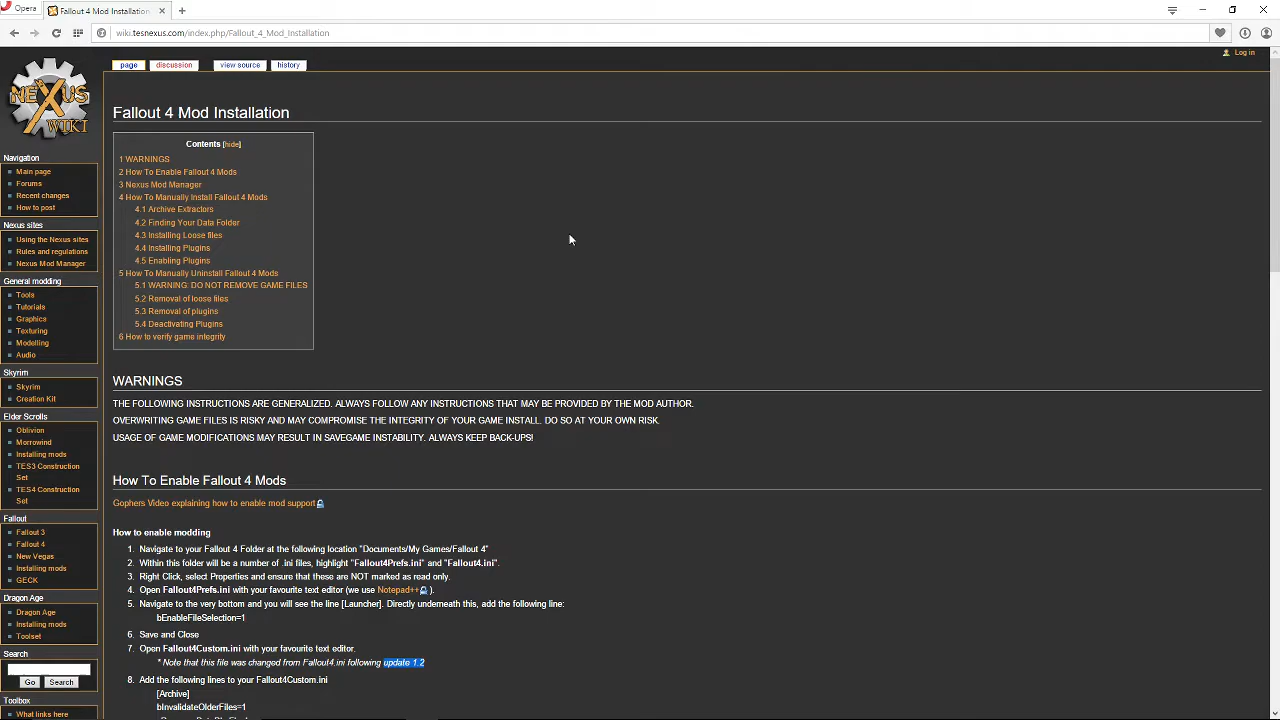 Opera
Fallout 4 Mod Installation
wiki.tesnexus.com/index.php/Fallout_4_Mod_Installation
Log in
page discussion view source history
NEXUS
WIKI
Navigation
Main page
Forums
Recent changes
How to post
Nexus sites
Using the Nexus sites
Rules and regulations
Nexus Mod Manager
General modding
Tools
Tutorials
Graphics
Texturing
Modelling
Audio
Skyrim
Skyrim
Creation Kit
Elder Scrolls
Oblivion
Morrowind
Installing mods
TES3 Construction
Set
TES4 Construction
Set
Fallout
Fallout 3
Fallout 4
New Vegas
Installing mods
GECK
Dragon Age
Dragon Age
Installing mods
Toolset
Search
Go Search
Toolbox
What links here
Fallout 4 Mod Installation
Contents [hide]
1 WARNINGS
2 How To Enable Fallout 4 Mods
3 Nexus Mod Manager
4 How To Manually Install Fallout 4 Mods
4.1 Archive Extractors
4.2 Finding Your Data Folder
4.3 Installing Loose files
4.4 Installing Plugins
4.5 Enabling Plugins
5 How To Manually Uninstall Fallout 4 Mods
5.1 WARNING: DO NOT REMOVE GAME FILES
5.2 Removal of loose files
5.3 Removal of plugins
5.4 Deactivating Plugins
6 How to verify game integrity
WARNINGS
THE FOLLOWING INSTRUCTIONS ARE GENERALIZED. ALWAYS FOLLOW ANY INSTRUCTIONS THAT MAY BE PROVIDED BY THE MOD AUTHOR.
OVERWRITING GAME FILES IS RISKY AND MAY COMPROMISE THE INTEGRITY OF YOUR GAME INSTALL. DO SO AT YOUR OWN RISK.
USAGE OF GAME MODIFICATIONS MAY RESULT IN SAVEGAME INSTABILITY. ALWAYS KEEP BACK-UPS!
How To Enable Fallout 4 Mods
Gophers Video explaining how to enable mod support
How to enable modding
1. Navigate to your Fallout 4 Folder at the following location "Documents/My Games/Fallout 4"
2. Within this folder will be a number of .ini files, highlight "Fallout4Prefs.ini" and "Fallout4.ini".
3. Right Click, select Properties and ensure that these are NOT marked as read only.
4. Open Fallout4Prefs.ini with your favourite text editor (we use Notepad++ ).
5. Navigate to the very bottom and you will see the line [Launcher]. Directly underneath this, add the following line:
bEnableFileSelection=1
6. Save and Close
7. Open Fallout4Custom.ini with your favourite text editor.
* Note that this file was changed from Fallout4.ini following update 1.2
8. Add the following lines to your Fallout4Custom.ini
[Archive]
bInvalidateOlderFiles=1